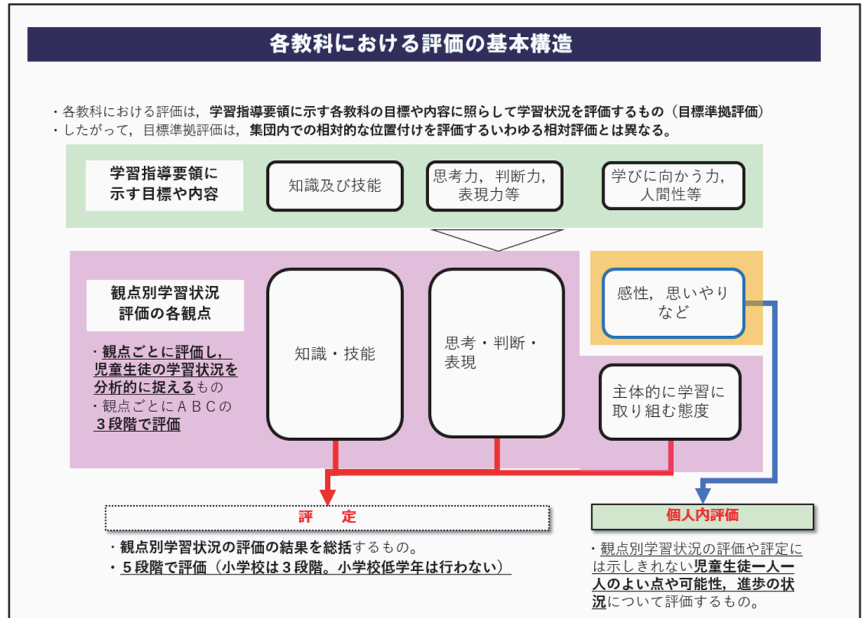 各教科における評価の基本構造
・各教科における評価は，学習指導要領に示す各教科の目標や内容に照らして学習状況を評価するもの（目標準拠評価）
・したがって，目標準拠評価は，集団内での相対的な位置付けを評価するいわゆる相対評価とは異なる。
学習指導要領に
示す目標や内容
知識及び技能
思考力，判断力，
表現力等
学びに向かう力，
人間性等
観点別学習状況
評価の各観点
・観点ごとに評価し，
児童生徒の学習状況を
分析的に捉えるもの
・観点ごとにＡＢＣの
３段階で評価
知識・技能
思考・判断・
表現
感性，思いやり
など
主体的に学習に
取り組む態度
評　定
・観点別学習状況の評価の結果を総括するもの。
・５段階で評価（小学校は３段階。小学校低学年は行わない）
個人内評価
・観点別学習状況の評価や評定に
は示しきれない児童生徒一人一
人のよい点や可能性，進歩の状
況について評価するもの。